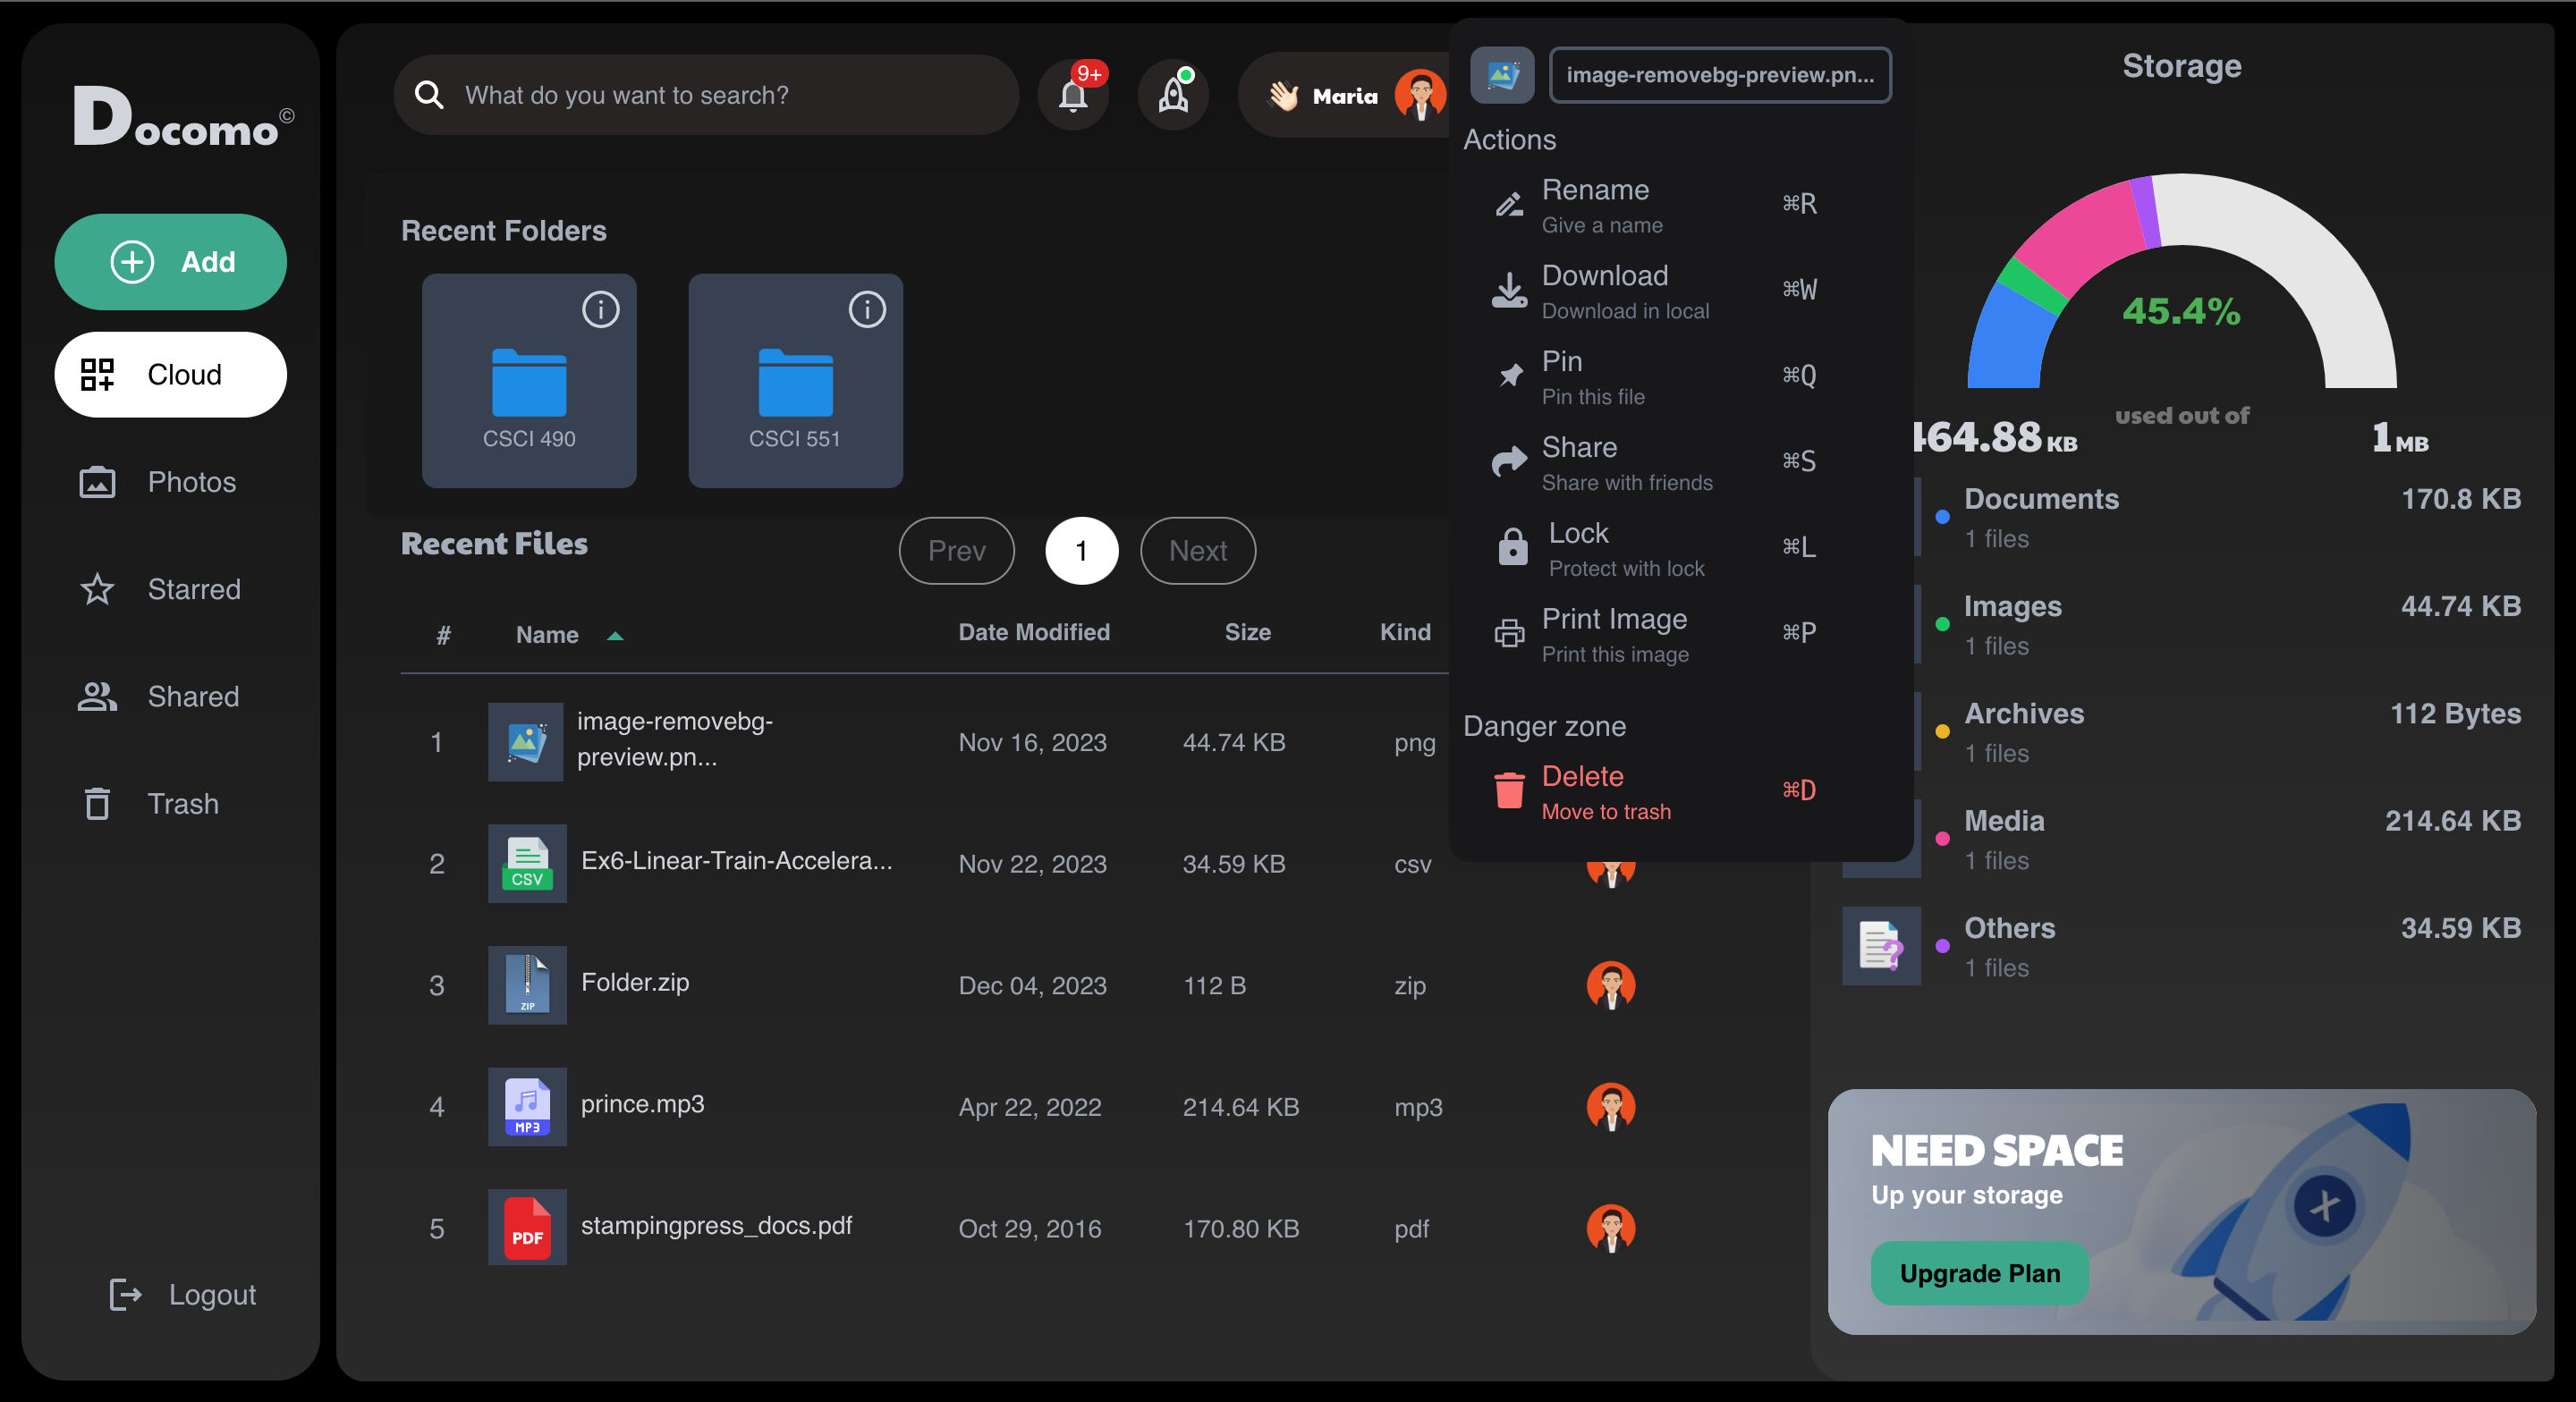 Docomo©
Add
Cloud
Photos
Starred
Shared
Trash
Logout
What do you want to search?
9+
Maria
Recent Folders
CSCI 490
CSCI 551
Recent Files
Prev
1
Next
# Name Date Modified Size Kind
1 image-removebg-
preview.pn... Nov 16, 2023 44.74 KB png
2 CSV Ex6-Linear-Train-Accelera... Nov 22, 2023 34.59 KB csv
3 ZIP Folder.zip Dec 04, 2023 112 B zip
4 MP3 prince.mp3 Apr 22, 2022 214.64 KB mp3
5 PDF stampingpress_docs.pdf Oct 29, 2016 170.80 KB pdf
image-removebg-preview.pn...
Actions
Rename ⌘R
Give a name
Download ⌘W
Download in local
Pin ⌘Q
Pin this file
Share ⌘S
Share with friends
Lock ⌘L
Protect with lock
Print Image ⌘P
Print this image
Danger zone
Delete ⌘D
Move to trash
Storage
45.4%
used out of
464.88 KB
1 MB
Documents 170.8 KB
1 files
Images 44.74 KB
1 files
Archives 112 Bytes
1 files
Media 214.64 KB
1 files
Others 34.59 KB
1 files
NEED SPACE
Up your storage
Upgrade Plan